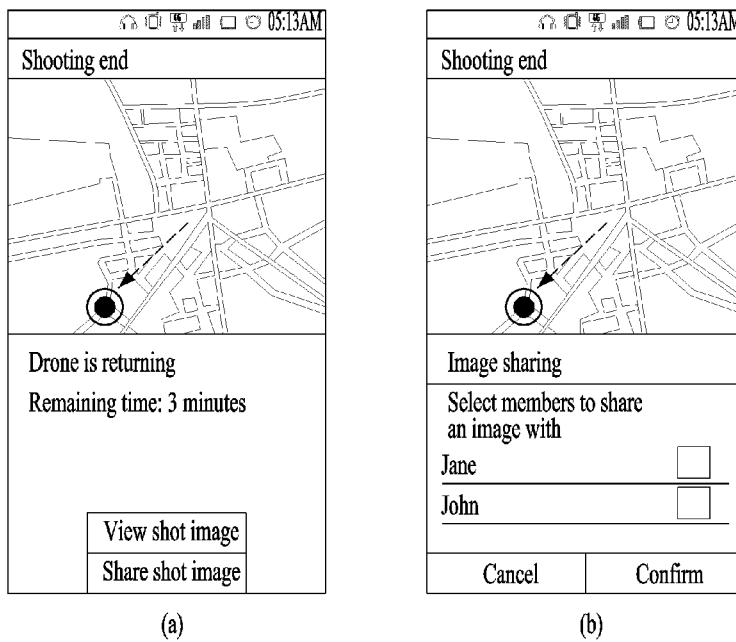 05:13AM
Shooting end
Drone is returning
Remaining time: 3 minutes
View shot image
Share shot image
(a)
05:13AM
Shooting end
Image sharing
Select members to share
an image with
Jane
John
Cancel
Confirm
(b)